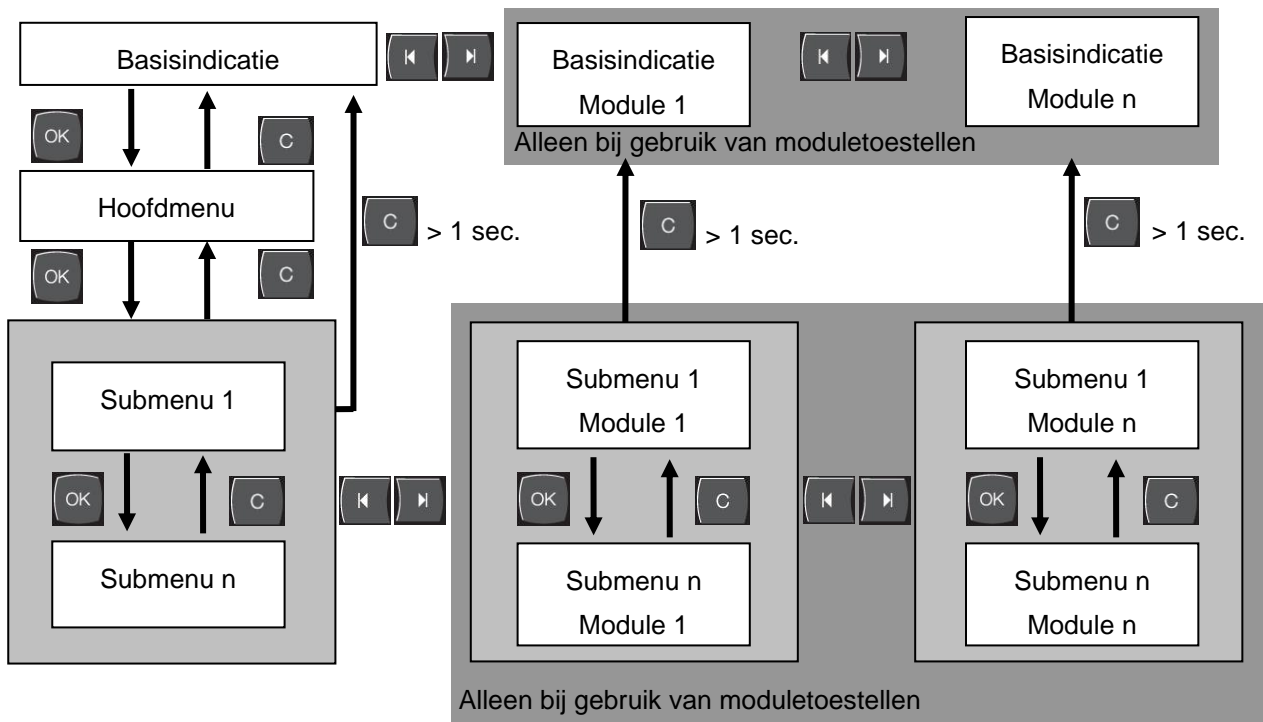 Basisindicatie
Basisindicatie
Module 1
Basisindicatie
Module n
Alleen bij gebruik van moduletoestellen
OK
C
Hoofdmenu
C
> 1 sec.
C
> 1 sec.
C
> 1 sec.
OK
C
Submenu 1
Submenu 1
Module 1
Submenu 1
Module n
OK
C
OK
C
OK
C
Submenu n
Submenu n
Module 1
Submenu n
Module n
Alleen bij gebruik van moduletoestellen